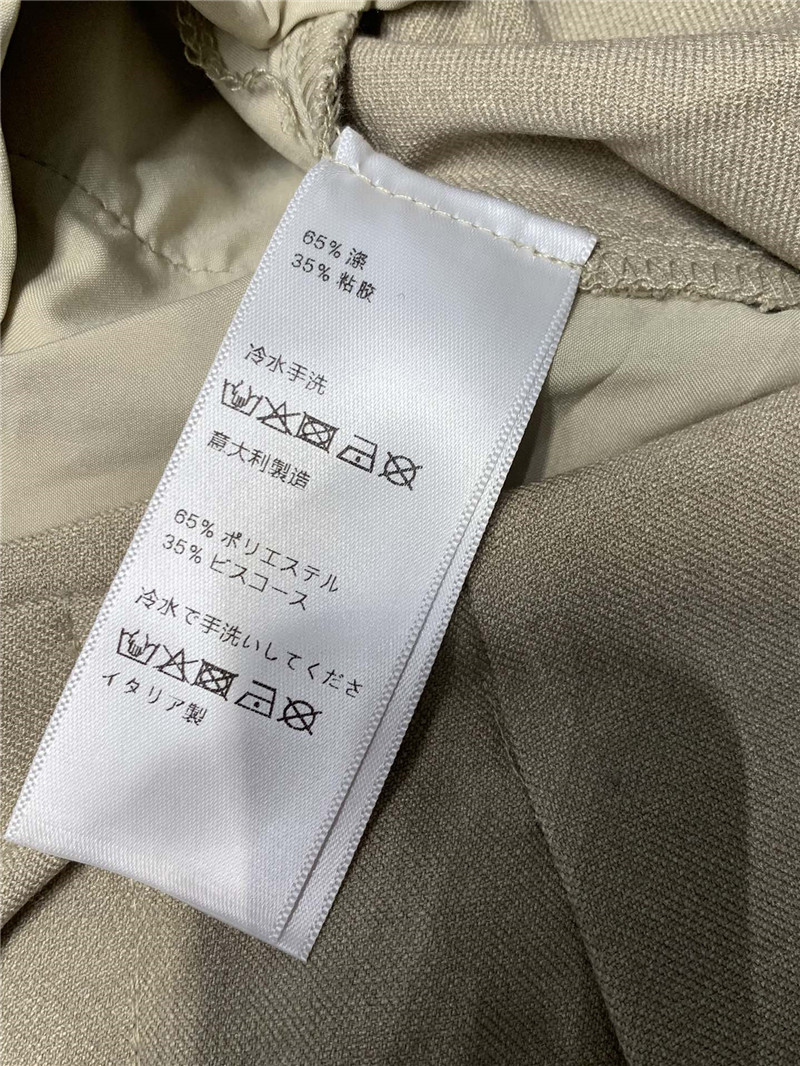 65% 涤
35% 粘胶
冷水手洗
意大利製造
65% ポリエステル
35% ビスコース
冷水で手洗いしてくださ
イタリア製